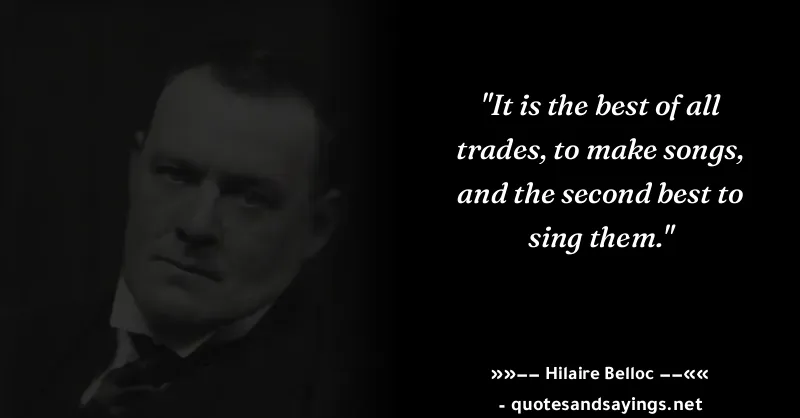 "It is the best of all
trades, to make songs,
and the second best to
sing them."
»»−− Hilaire Belloc −−««
- quotesandsayings.net